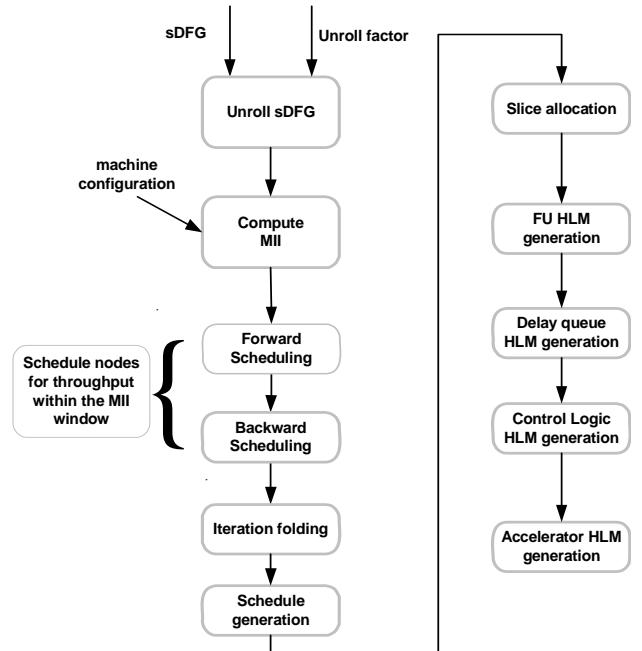 sDFG
Unroll factor
Unroll sDFG
machine
configuration
Compute
MII
Forward
Scheduling
Schedule nodes
for throughput
within the MII
window
Backward
Scheduling
Iteration folding
Schedule
generation
Slice allocation
FU HLM
generation
Delay queue
HLM generation
Control Logic
HLM generation
Accelerator HLM
generation